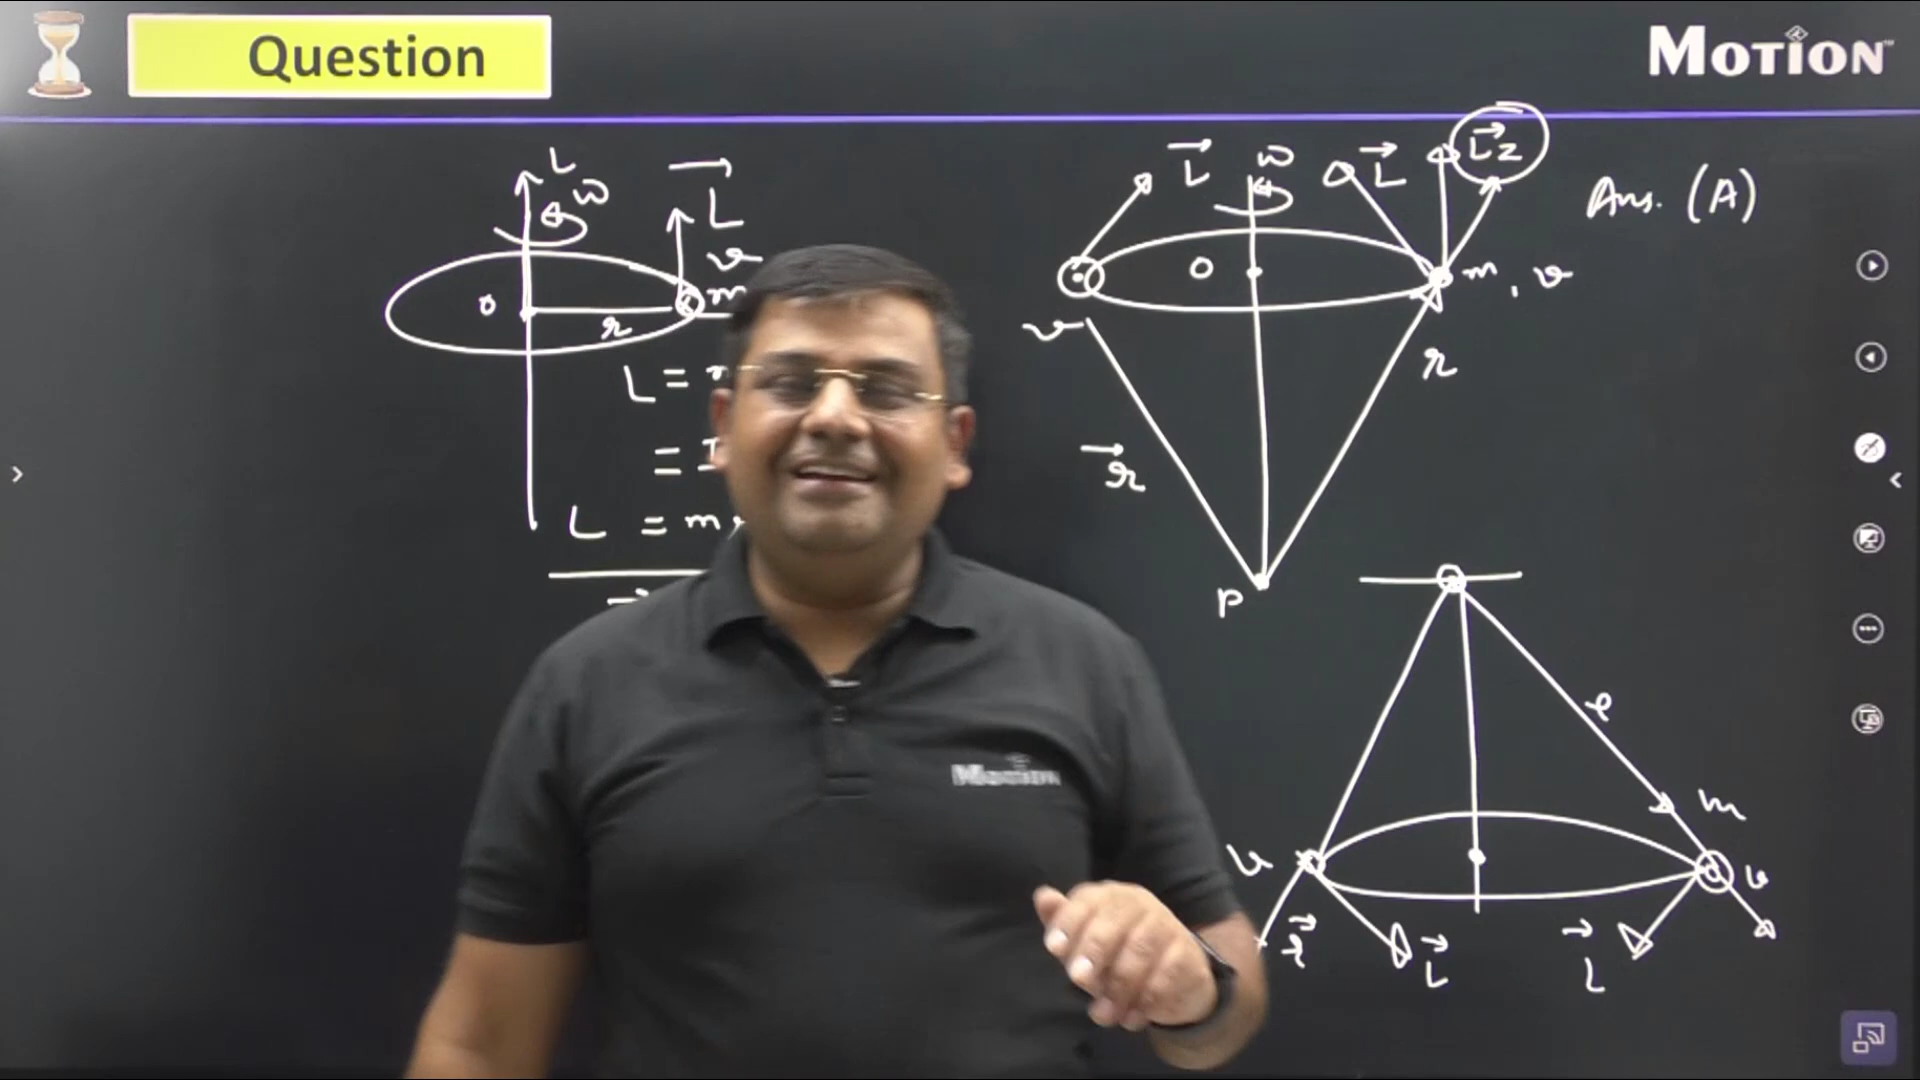 Question
MOTION
L
ω
L
v
m
o
r
L =
=
L = m
L
ω
L
Lz
Ans. (A)
o
m, v
v
r
r
P
l
m
v
v
r
L
L
Motion